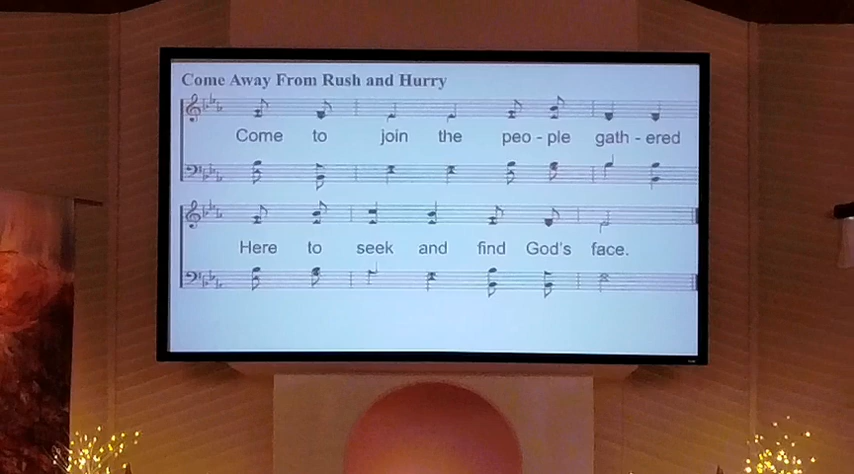 Come Away From Rush and Hurry
Come to join the peo - ple gath - ered
Here to seek and find God's face.